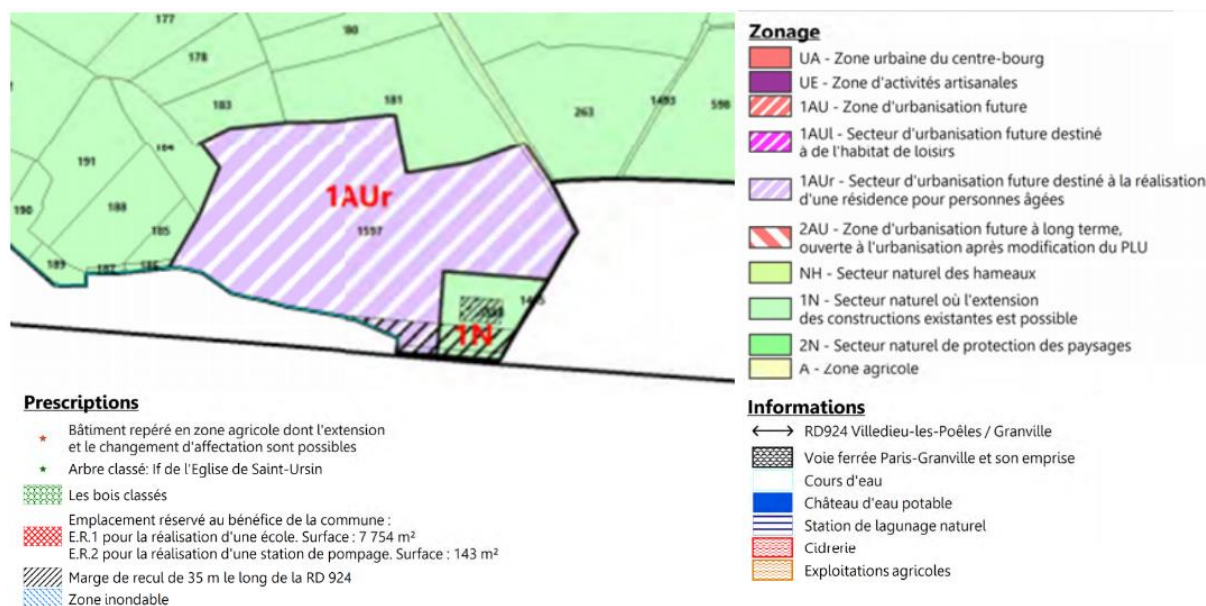 177
178
80
183
181
263
1493
598
191
184
190
188
185
189
187
186
1AUr
1597
1N
Prescriptions
Bâtiment repéré en zone agricole dont l'extension
et le changement d'affectation sont possibles
Arbre classé: If de l'Eglise de Saint-Ursin
Les bois classés
Emplacement réservé au bénéfice de la commune :
E.R.1 pour la réalisation d'une école. Surface : 7 754 m²
E.R.2 pour la réalisation d'une station de pompage. Surface : 143 m²
Marge de recul de 35 m le long de la RD 924
Zone inondable
Zonage
UA - Zone urbaine du centre-bourg
UE - Zone d'activités artisanales
1AU - Zone d'urbanisation future
1AUl - Secteur d'urbanisation future destiné
à de l'habitat de loisirs
1AUr - Secteur d'urbanisation future destiné à la réalisation
d'une résidence pour personnes âgées
2AU - Zone d'urbanisation future à long terme,
ouverte à l'urbanisation après modification du PLU
NH - Secteur naturel des hameaux
1N - Secteur naturel où l'extension
des constructions existantes est possible
2N - Secteur naturel de protection des paysages
A - Zone agricole
Informations
RD924 Villedieu-les-Poêles / Granville
Voie ferrée Paris-Granville et son emprise
Cours d'eau
Château d'eau potable
Station de lagunage naturel
Cidrerie
Exploitations agricoles